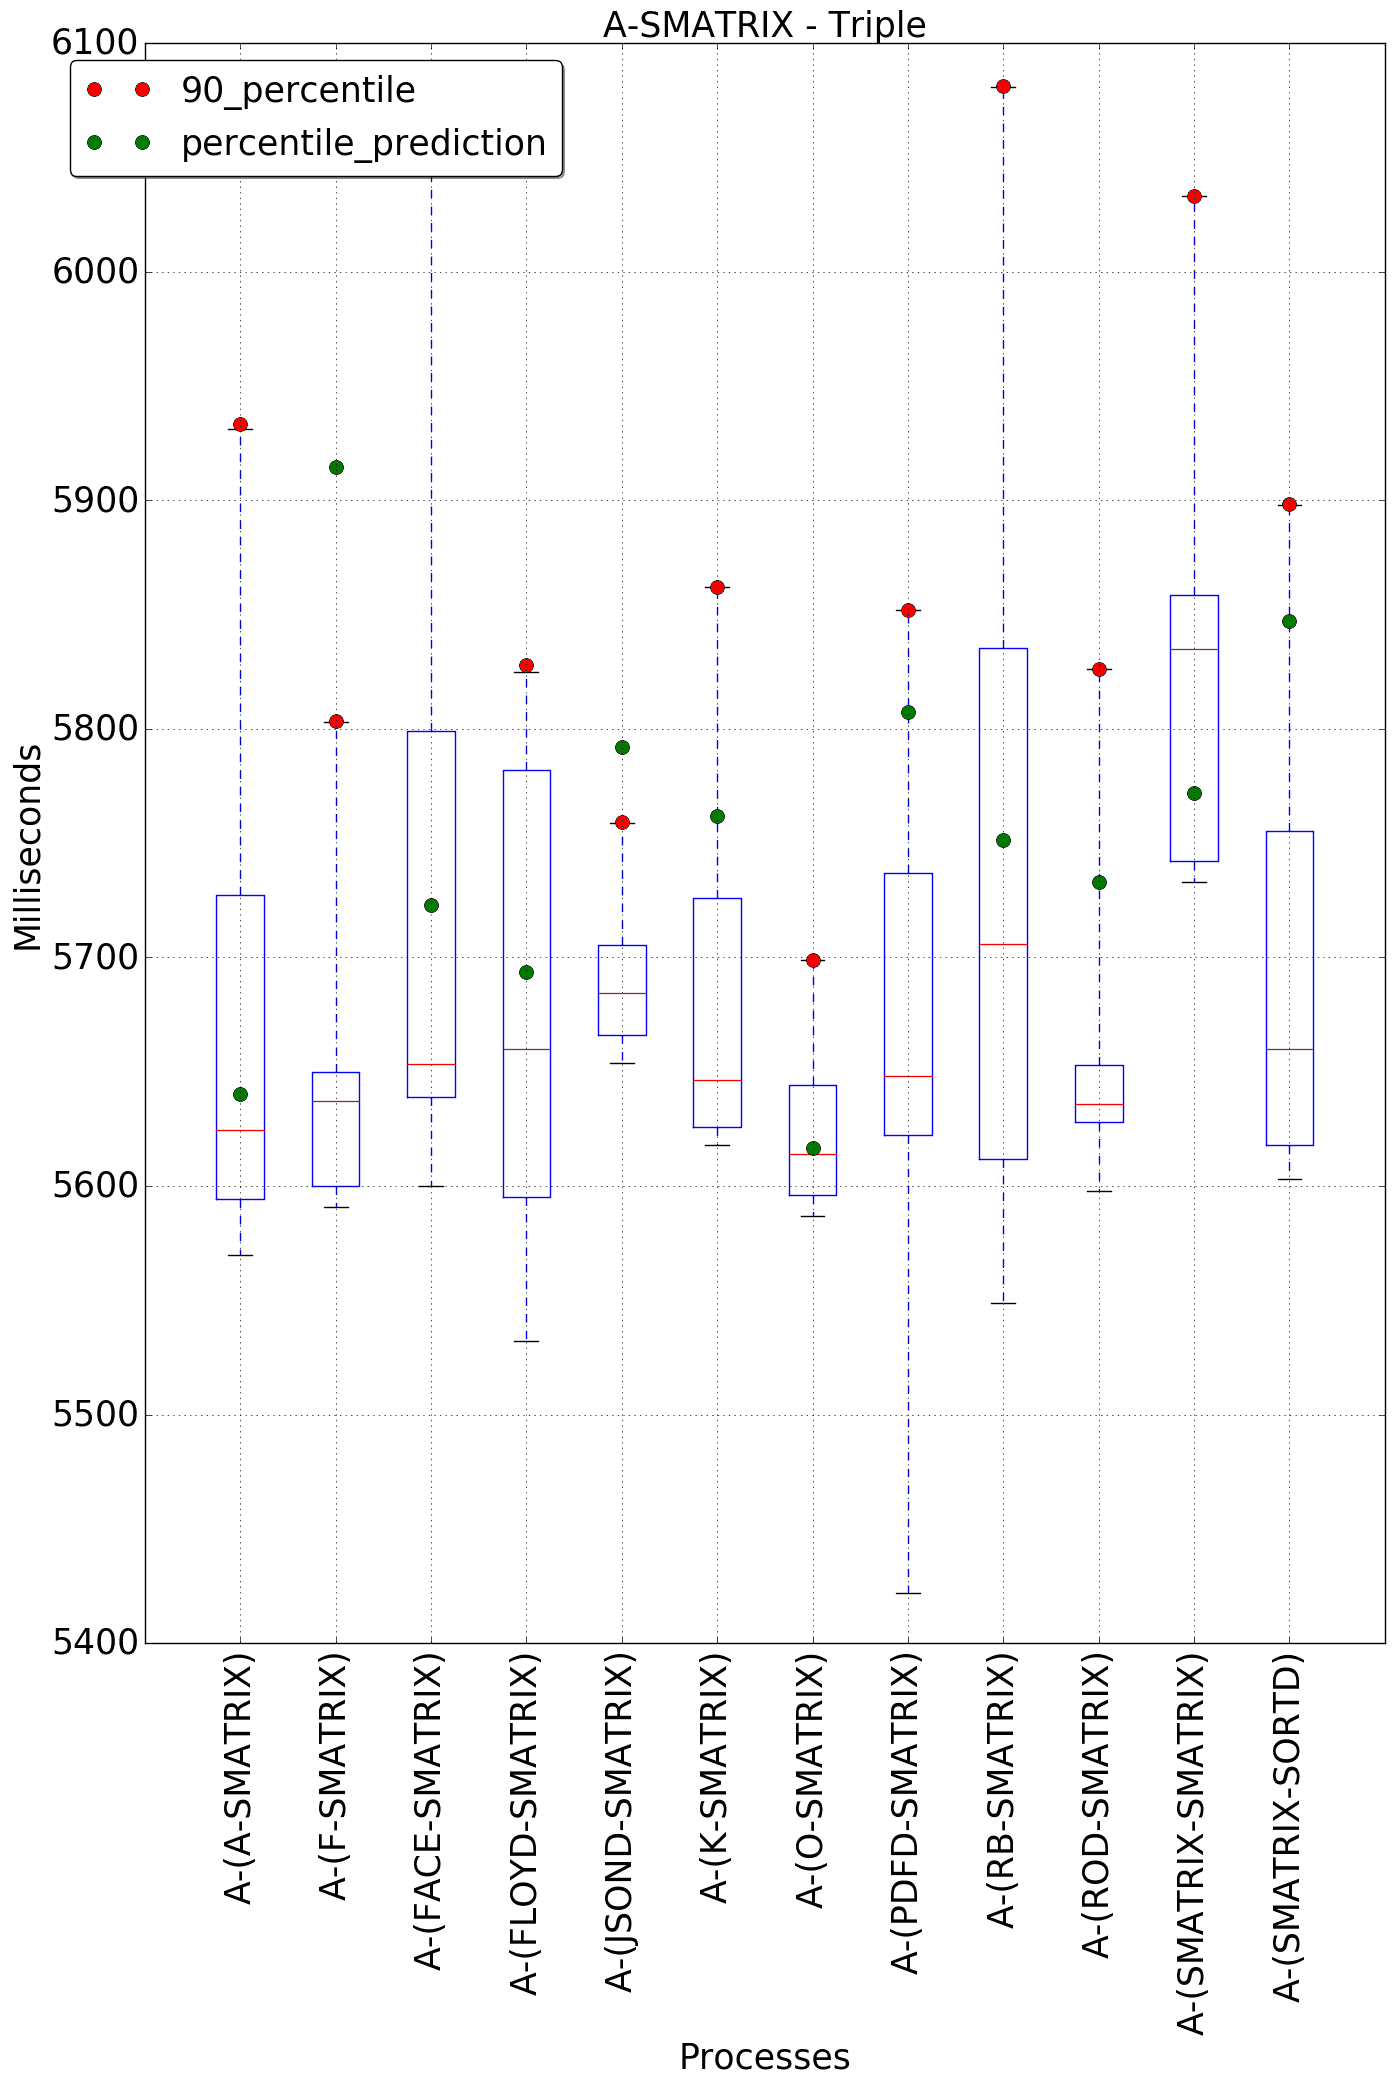 A-SMATRIX - Triple
90_percentile
percentile_prediction
6100
6000
5900
5800
5700
5600
5500
5400
Milliseconds
A-(A-SMATRIX)
A-(F-SMATRIX)
A-(FACE-SMATRIX)
A-(FLOYD-SMATRIX)
A-(JSOND-SMATRIX)
A-(K-SMATRIX)
A-(O-SMATRIX)
A-(PDFD-SMATRIX)
A-(RB-SMATRIX)
A-(ROD-SMATRIX)
A-(SMATRIX-SMATRIX)
A-(SMATRIX-SORTD)
Processes